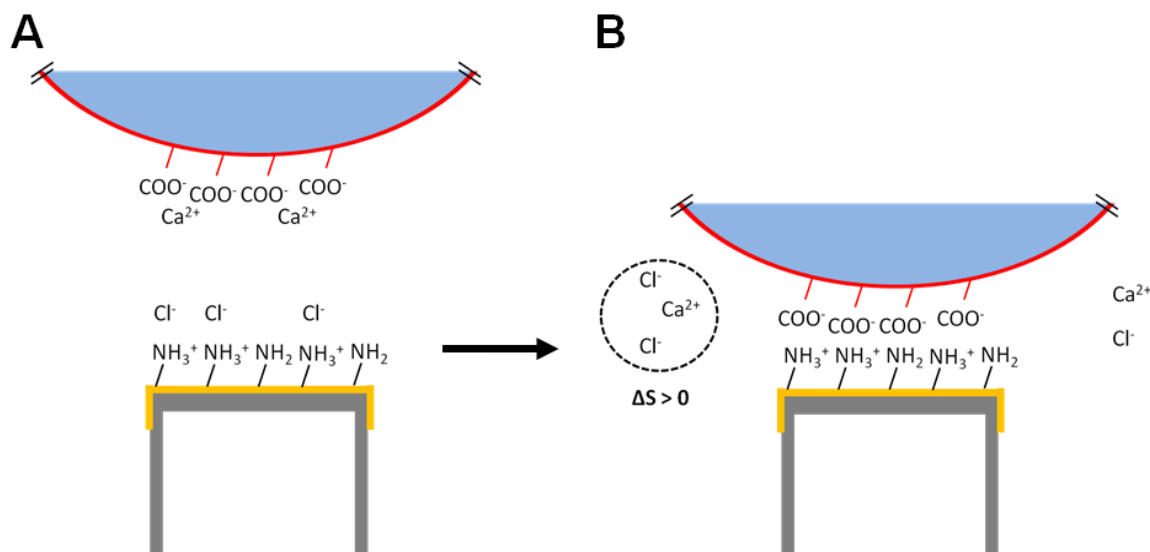 A
COO⁻ COO⁻ COO⁻ COO⁻
Ca²⁺ Ca²⁺
Cl⁻ Cl⁻ Cl⁻
NH₃⁺ NH₃⁺ NH₂ NH₃⁺ NH₂
B
Cl⁻
Ca²⁺
Cl⁻
ΔS > 0
COO⁻ COO⁻ COO⁻ COO⁻
NH₃⁺ NH₃⁺ NH₂ NH₃⁺ NH₂
Ca²⁺
Cl⁻